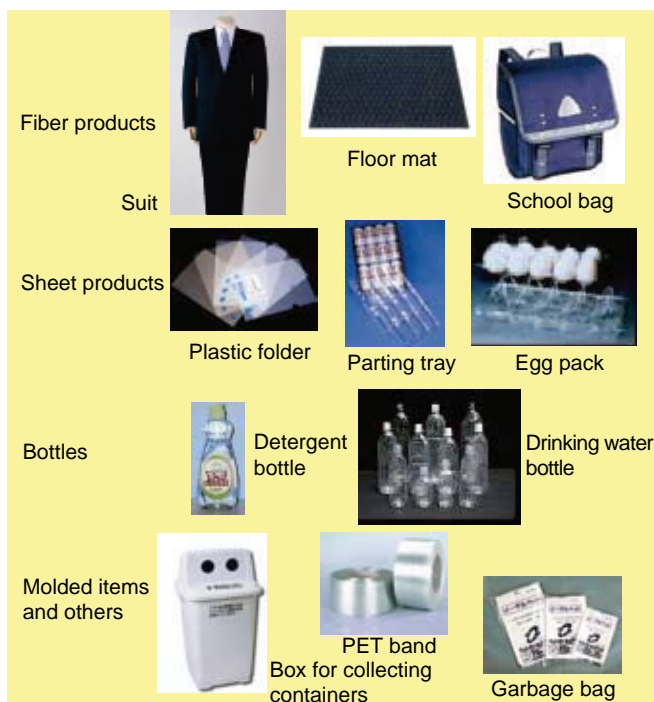 Fiber products
Suit
Floor mat
School bag
Sheet products
Plastic folder
Parting tray
Egg pack
Bottles
Detergent
bottle
Drinking water
bottle
Molded items
and others
Box for collecting
containers
PET band
Garbage bag